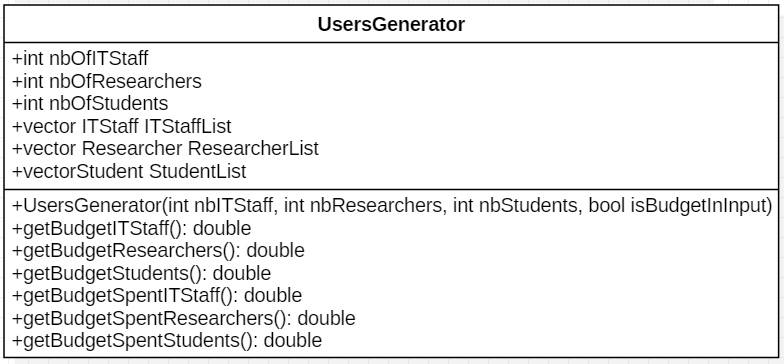 UsersGenerator
+int nbOfITStaff
+int nbOfResearchers
+int nbOfStudents
+vector ITStaff ITStaffList
+vector Researcher ResearcherList
+vectorStudent StudentList
+UsersGenerator(int nbITStaff, int nbResearchers, int nbStudents, bool isBudgetInInput)
+getBudgetITStaff(): double
+getBudgetResearchers(): double
+getBudgetStudents(): double
+getBudgetSpentITStaff(): double
+getBudgetSpentResearchers(): double
+getBudgetSpentStudents(): double